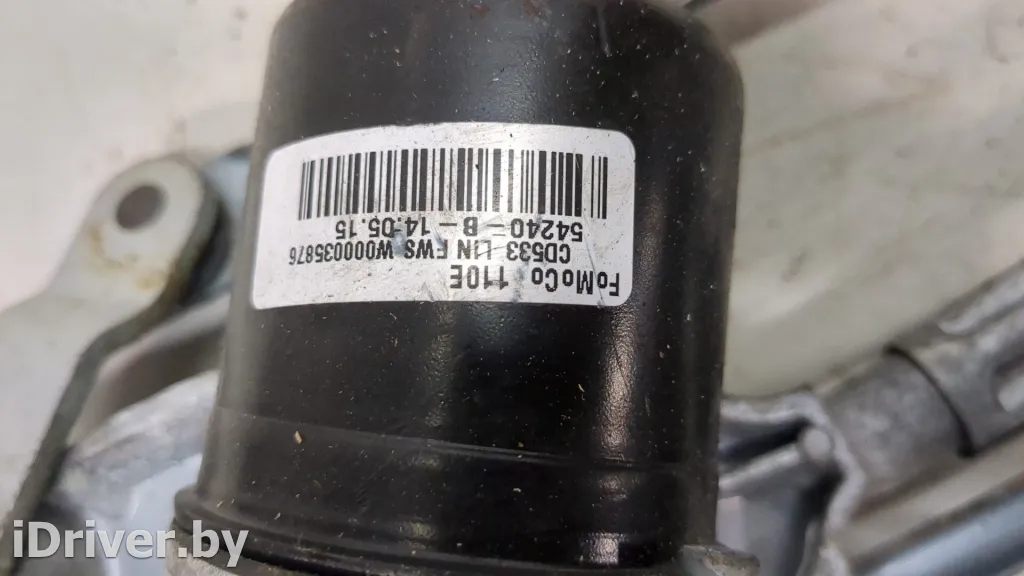 FoMoCo 110E
CD533 LIN FWS W000035876
54240-B-14.05.15
iDriver.by